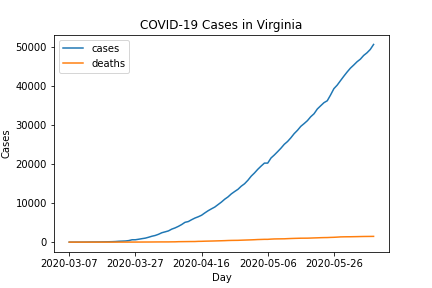 COVID-19 Cases in Virginia
cases
deaths
50000
40000
30000
20000
10000
0
Cases
2020-03-07 2020-03-27 2020-04-16 2020-05-06 2020-05-26
Day